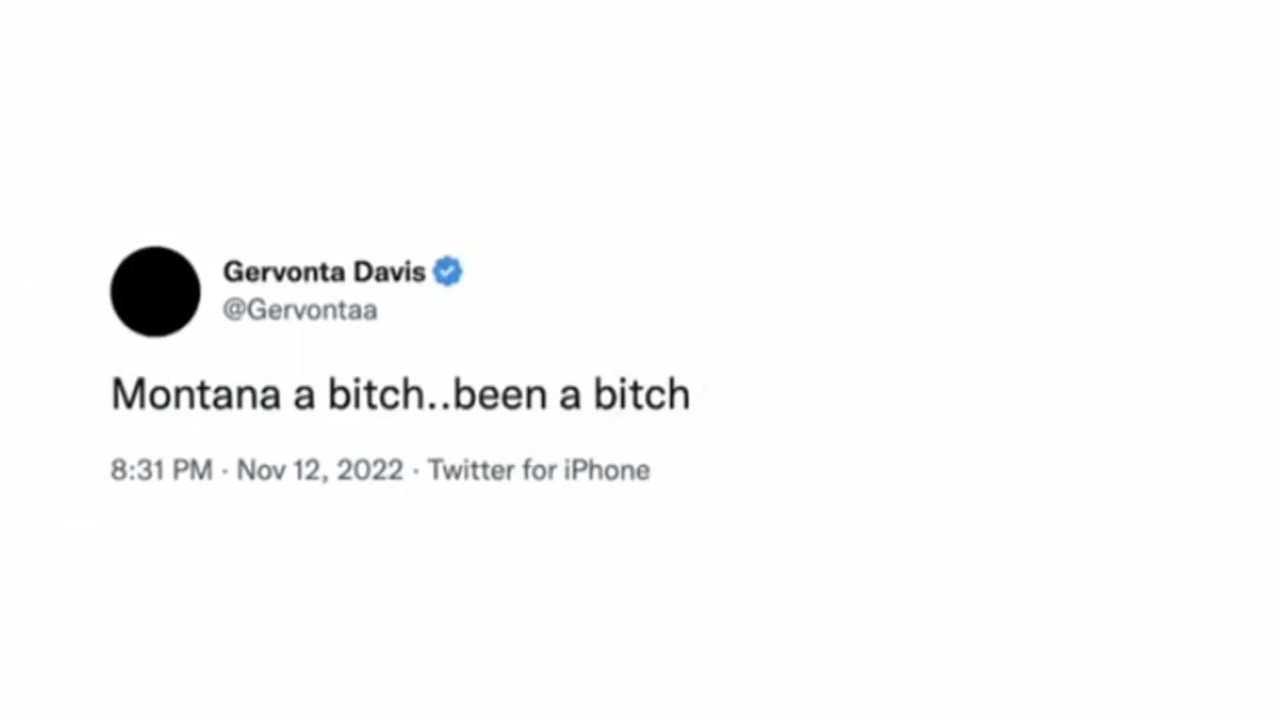 Gervonta Davis
@Gervontaa
Montana a bitch..been a bitch
8:31 PM · Nov 12, 2022 · Twitter for iPhone